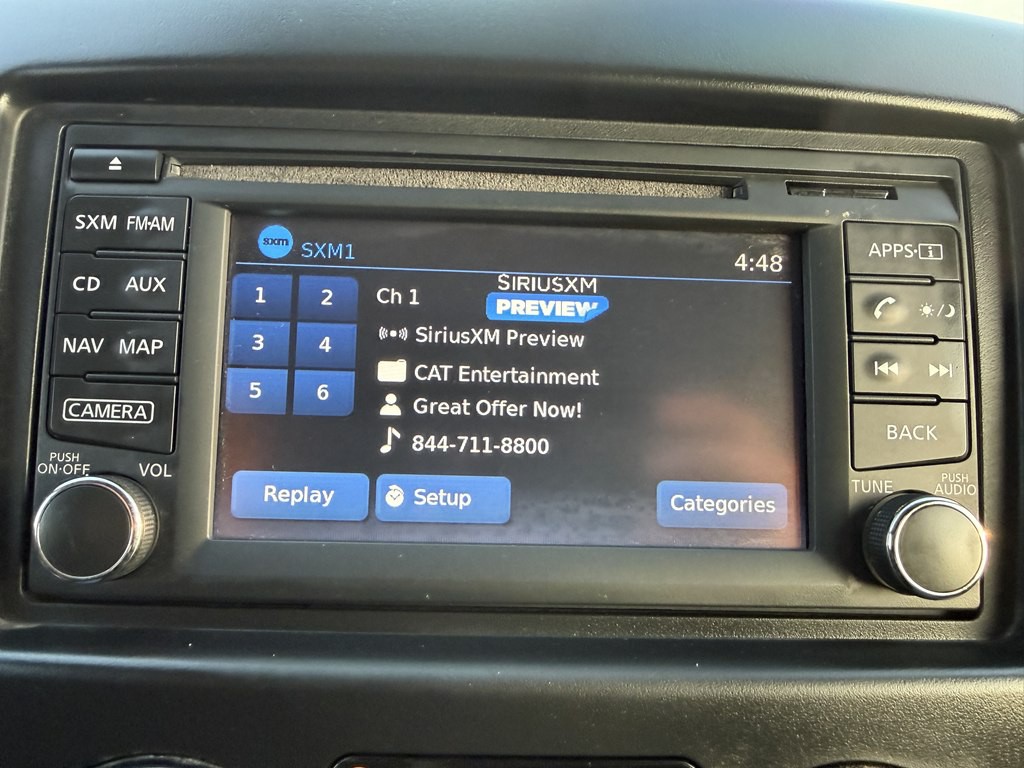 SXM FM·AM
CD AUX
NAV MAP
CAMERA
PUSH
ON·OFF
VOL
sxm SXM1
4:48
1 2
3 4
5 6
Ch 1
SIRIUSXM
PREVIEW
SiriusXM Preview
CAT Entertainment
Great Offer Now!
844-711-8800
Replay
Setup
Categories
APPS·i
BACK
TUNE
PUSH
AUDIO